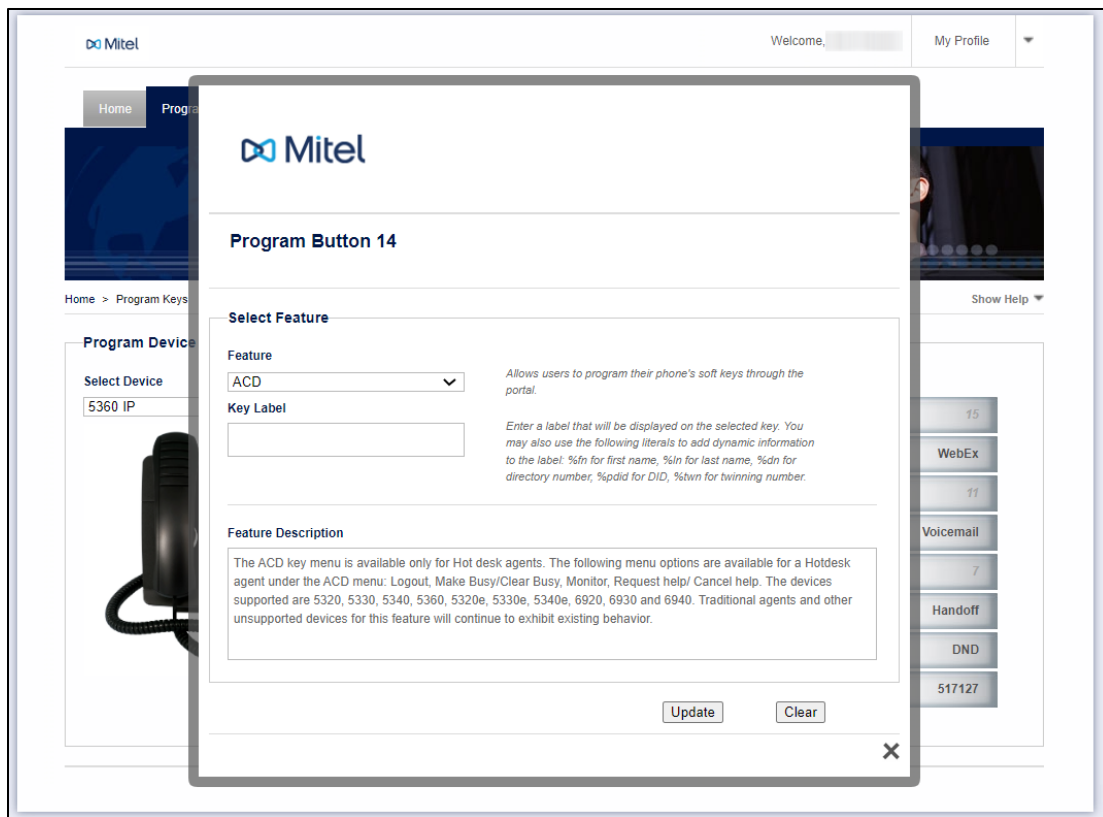 Mitel
Welcome,
My Profile
Home
Progra
Mitel
Program Button 14
Home > Program Keys
Show Help
Program Device
Select Device
5360 IP
Select Feature
Feature
ACD
Allows users to program their phone's soft keys through the
portal.
Key Label
Enter a label that will be displayed on the selected key. You
may also use the following literals to add dynamic information
to the label: %fn for first name, %ln for last name, %dn for
directory number, %pdid for DID, %twn for twinning number.
Feature Description
The ACD key menu is available only for Hot desk agents. The following menu options are available for a Hotdesk
agent under the ACD menu: Logout, Make Busy/Clear Busy, Monitor, Request help/ Cancel help. The devices
supported are 5320, 5330, 5340, 5360, 5320e, 5330e, 5340e, 6920, 6930 and 6940. Traditional agents and other
unsupported devices for this feature will continue to exhibit existing behavior.
Update
Clear
15
WebEx
11
Voicemail
7
Handoff
DND
517127